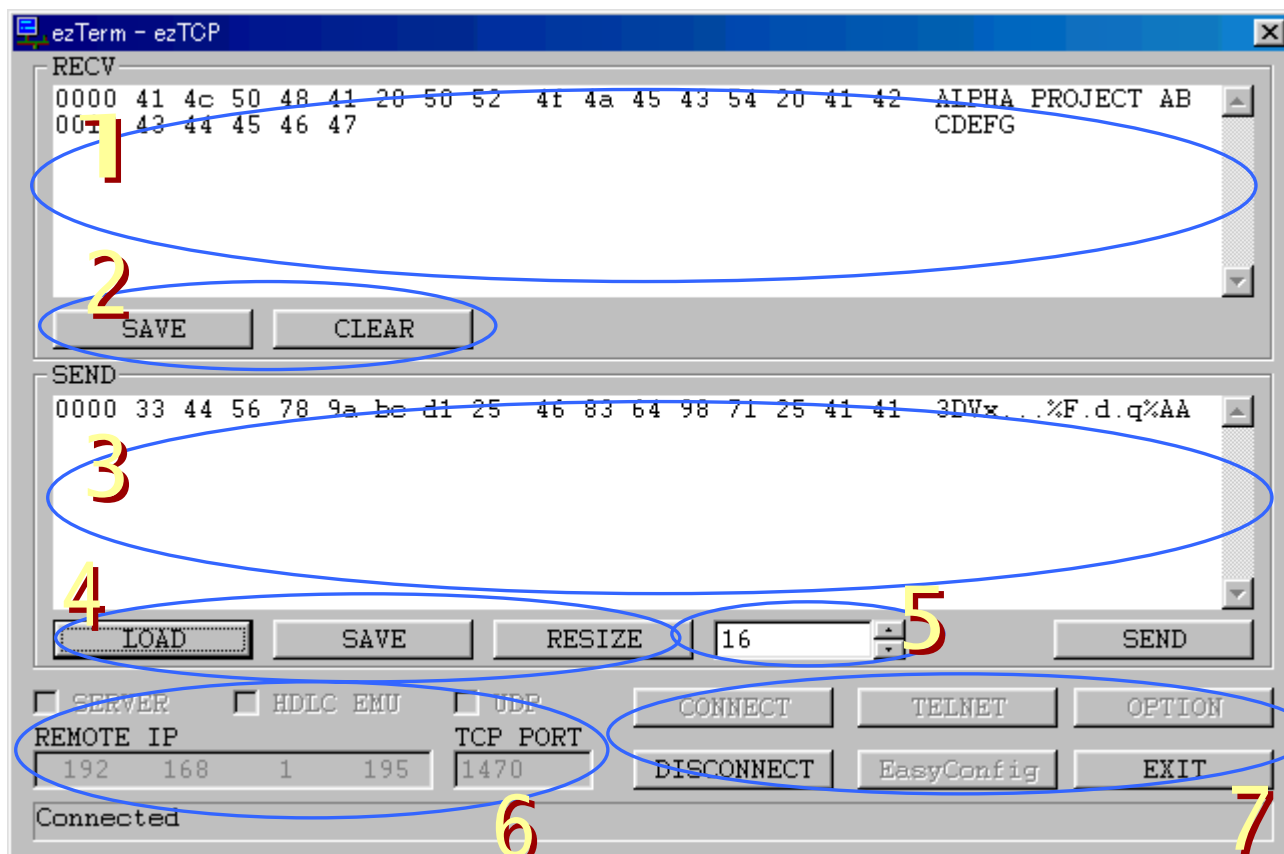 ezTerm - ezTCP
RECV
0000 41 4c 50 48 41 20 50 52 4f 4a 45 43 54 20 41 42 ALPHA PROJECT AB
0010 43 44 45 46 47 CDEFG
1
2
SAVE CLEAR
SEND
0000 33 44 56 78 9a bc d1 25 46 83 64 98 71 25 41 41 3DVx...%F.d.q%AA
3
4
5
LOAD SAVE RESIZE 16 SEND
SERVER HDLC EMU UDP CONNECT TELNET OPTION
REMOTE IP TCP PORT
192 168 1 195 1470 DISCONNECT EasyConfig EXIT
Connected
6
7